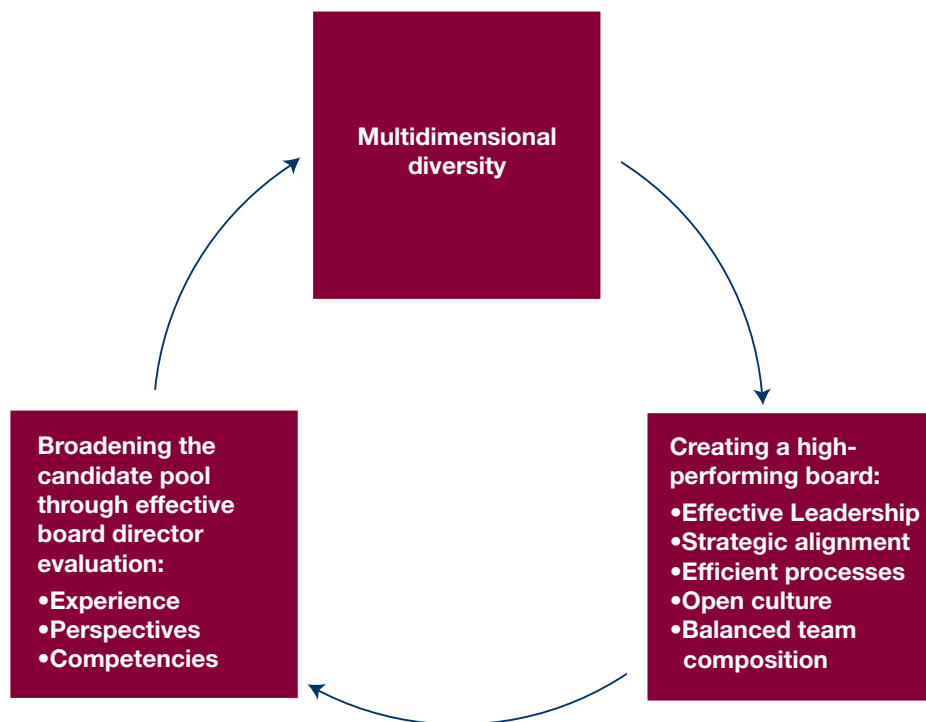 Multidimensional
diversity
Broadening the
candidate pool
through effective
board director
evaluation:
•Experience
•Perspectives
•Competencies
Creating a high-
performing board:
•Effective Leadership
•Strategic alignment
•Efficient processes
•Open culture
•Balanced team
composition